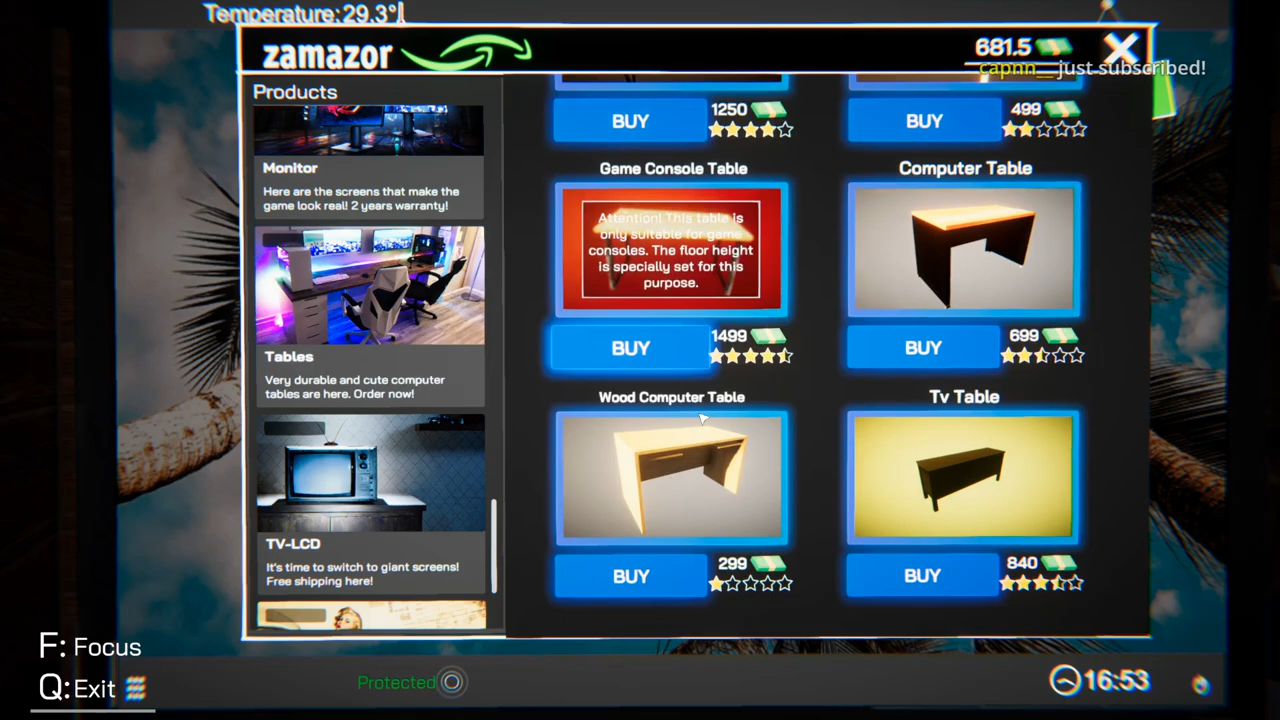 Temperature: 29.3°
zamazor
681.5
capnn__ just subscribed!
Products
Monitor
Here are the screens that make the
game look real! 2 years warranty!
Tables
Very durable and cute computer
tables are here. Order now!
TV-LCD
It's time to switch to giant screens!
Free shipping here!
BUY
1250
BUY
499
Game Console Table
Attention! This table is
only suitable for game
consoles. The floor height
is specially set for this
purpose.
BUY
1499
Computer Table
BUY
699
Wood Computer Table
BUY
299
Tv Table
BUY
840
F: Focus
Q: Exit
Protected
16:53